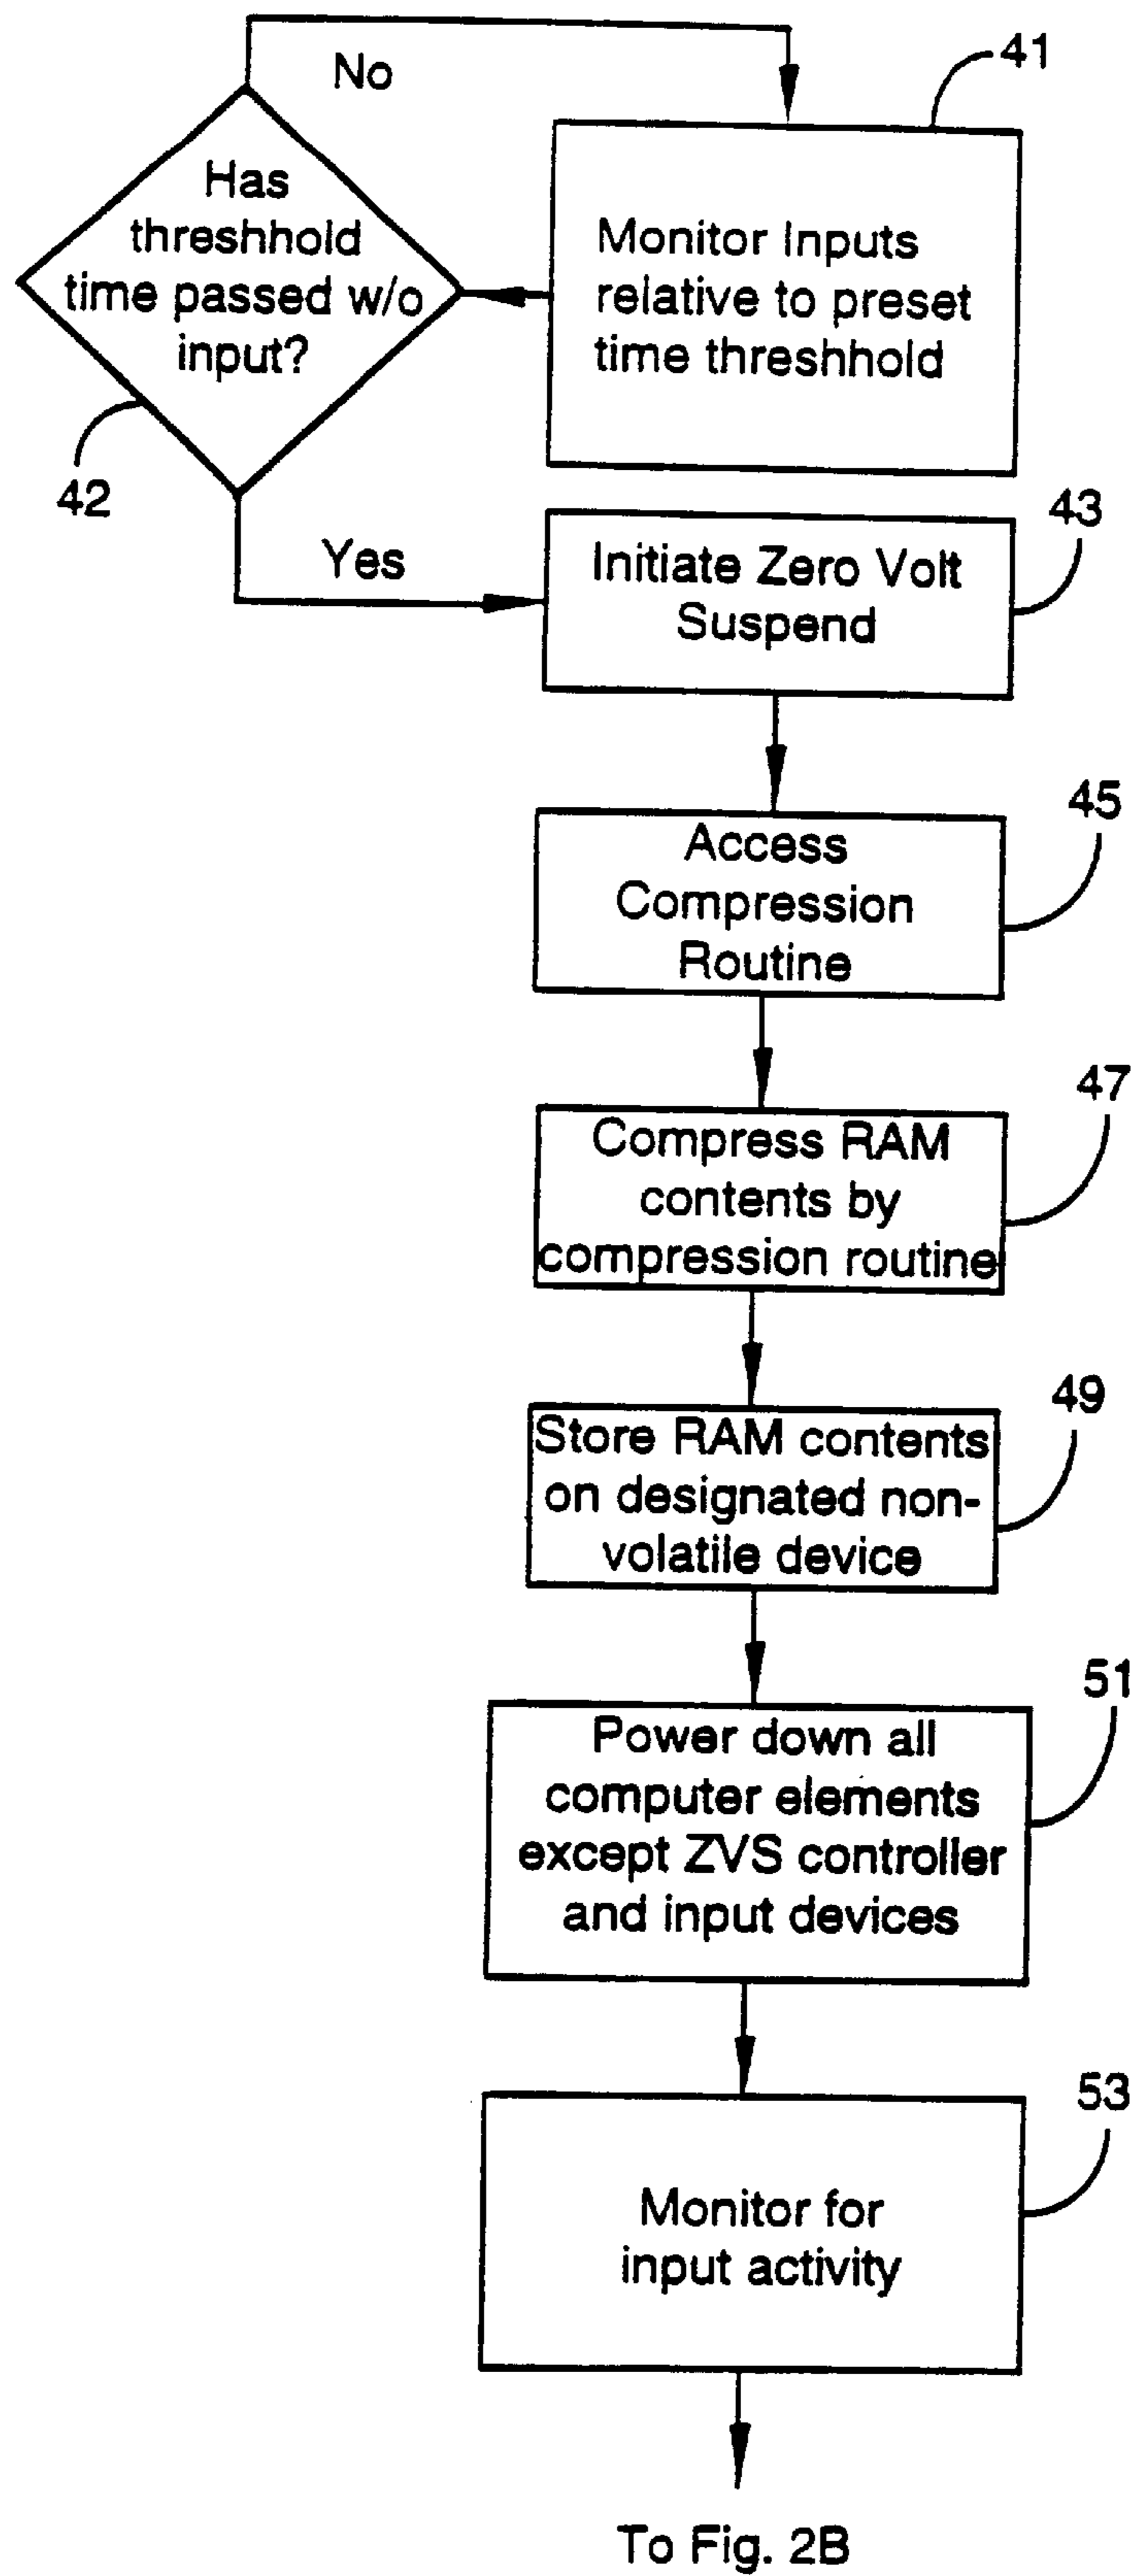 No
41
Has
threshhold
time passed w/o
input?
Monitor Inputs
relative to preset
time threshhold
42
Yes
43
Initiate Zero Volt
Suspend
45
Access
Compression
Routine
47
Compress RAM
contents by
compression routine
49
Store RAM contents
on designated non-
volatile device
51
Power down all
computer elements
except ZVS controller
and input devices
53
Monitor for
input activity
To Fig. 2B